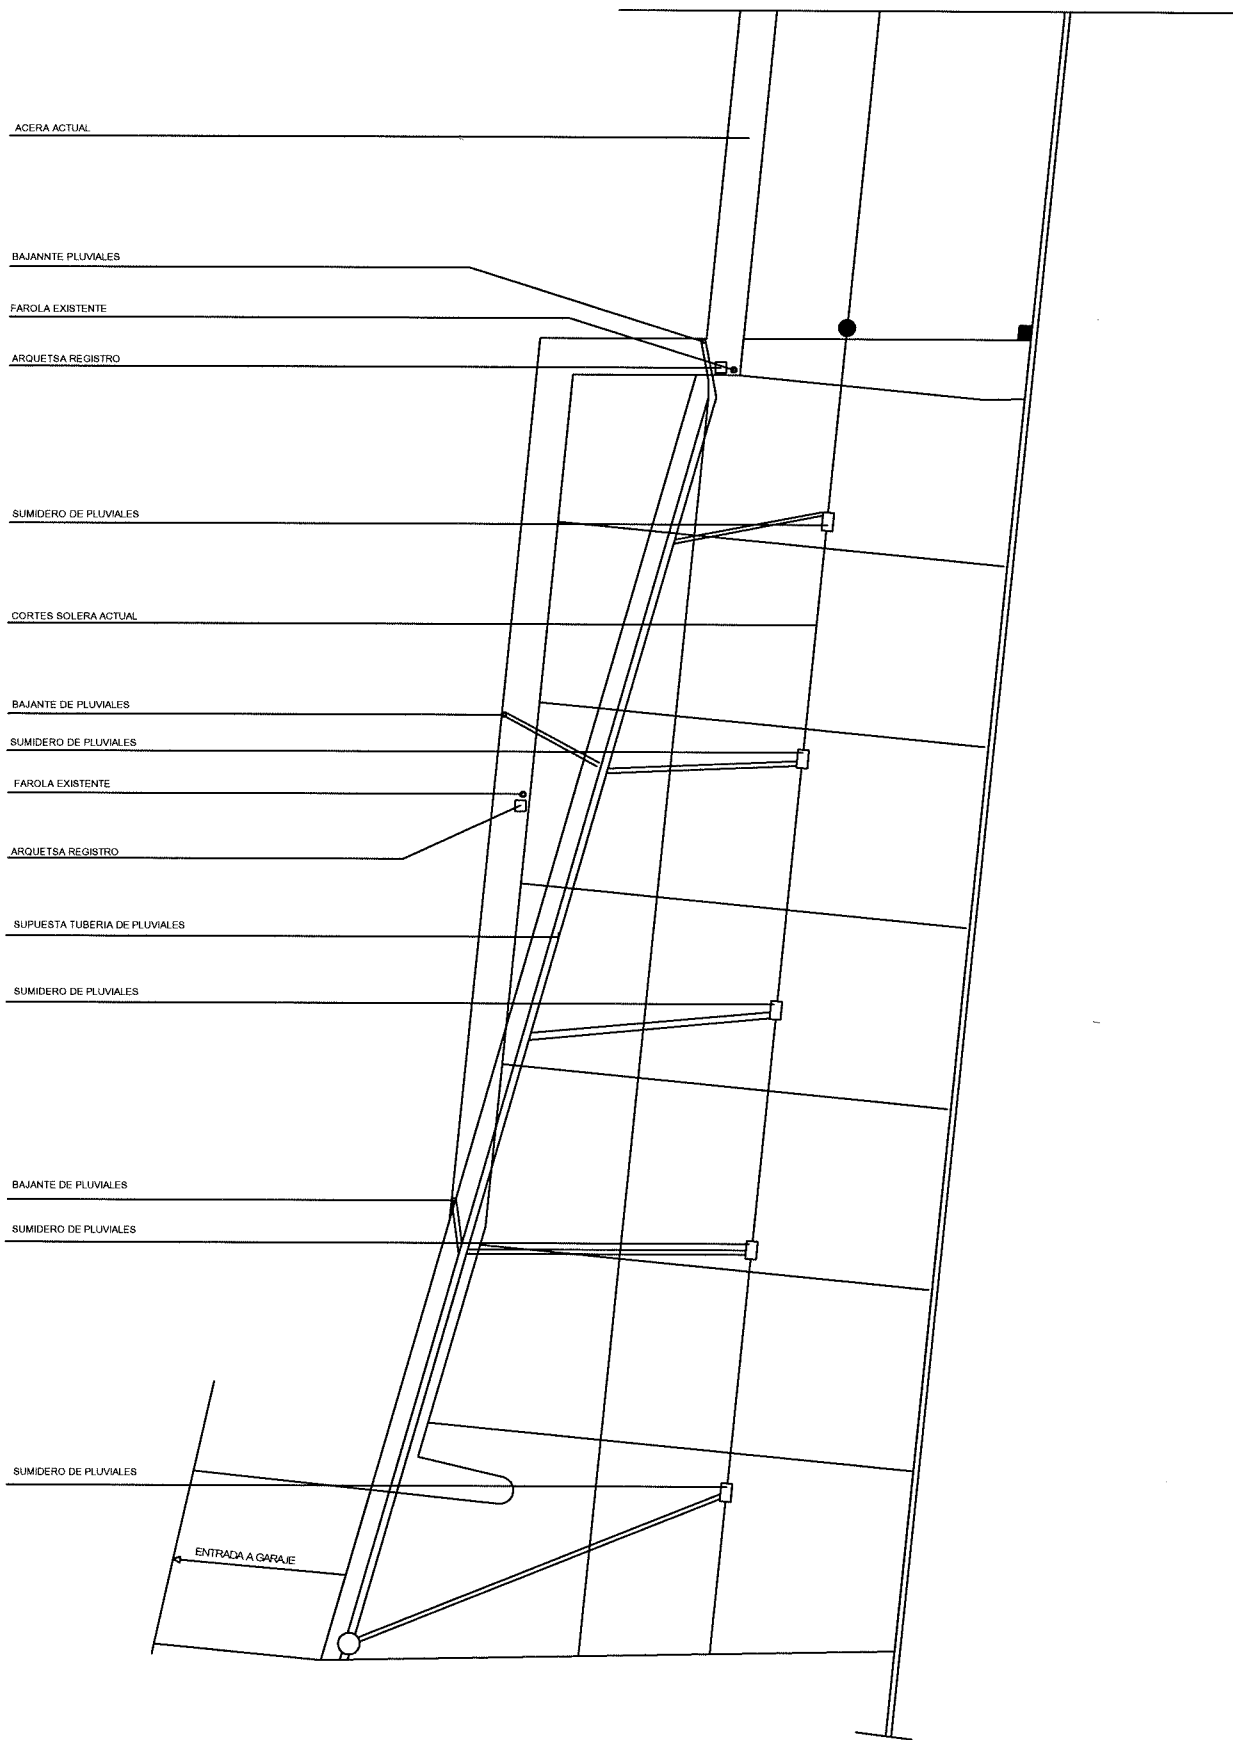 ACERA ACTUAL
BAJANNTE PLUVIALES
FAROLA EXISTENTE
ARQUETSA REGISTRO
SUMIDERO DE PLUVIALES
CORTES SOLERA ACTUAL
BAJANTE DE PLUVIALES
SUMIDERO DE PLUVIALES
FAROLA EXISTENTE
ARQUETSA REGISTRO
SUPUESTA TUBERIA DE PLUVIALES
SUMIDERO DE PLUVIALES
BAJANTE DE PLUVIALES
SUMIDERO DE PLUVIALES
SUMIDERO DE PLUVIALES
ENTRADA A GARAJE